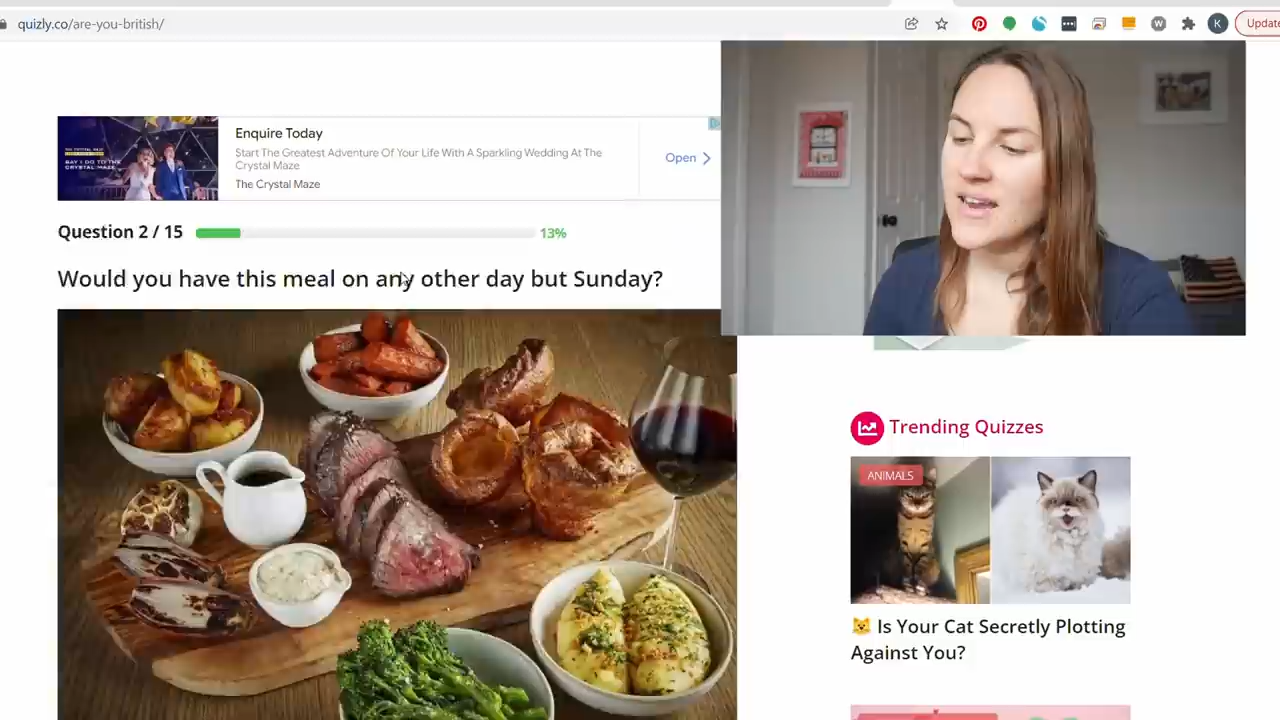 quizly.co/are-you-british/
K
Update
Enquire Today
Start The Greatest Adventure Of Your Life With A Sparkling Wedding At The
Crystal Maze
The Crystal Maze
Open
Question 2 / 15
13%
Would you have this meal on any other day but Sunday?
Trending Quizzes
ANIMALS
🐱 Is Your Cat Secretly Plotting
Against You?